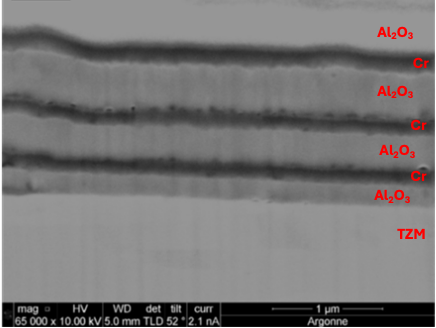 Al₂O₃
Cr
Al₂O₃
Cr
Al₂O₃
Cr
Al₂O₃
TZM
mag HV WD det tilt curr 1 µm
65 000 x 10.00 kV 5.0 mm TLD 52 ° 2.1 nA Argonne